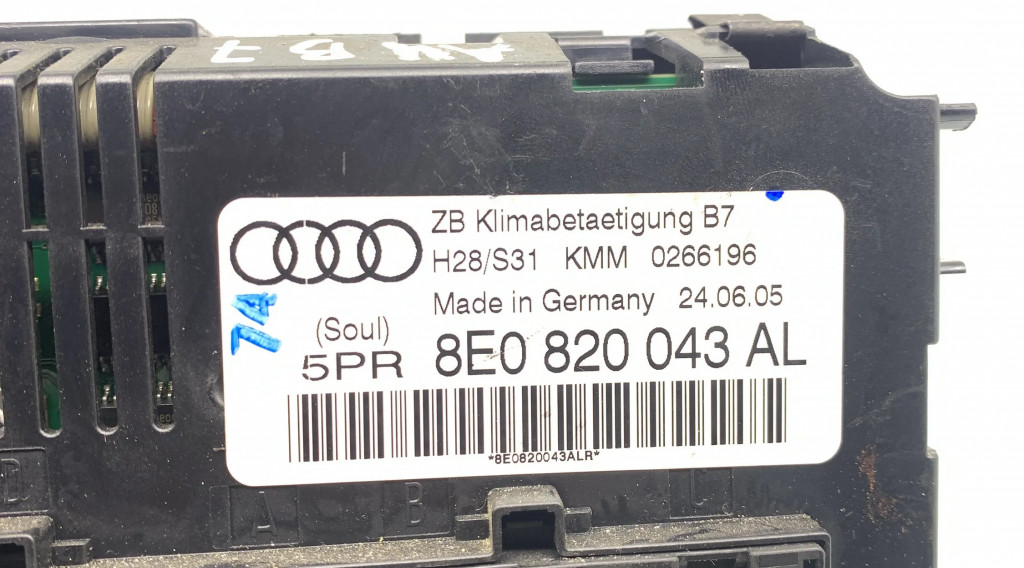 ZB Klimabetaetigung B7
H28/S31 KMM 0266196
Made in Germany 24.06.05
74
(Soul)
5PR 8E0 820 043 AL
*8E0820043ALR*
D
A
B
C